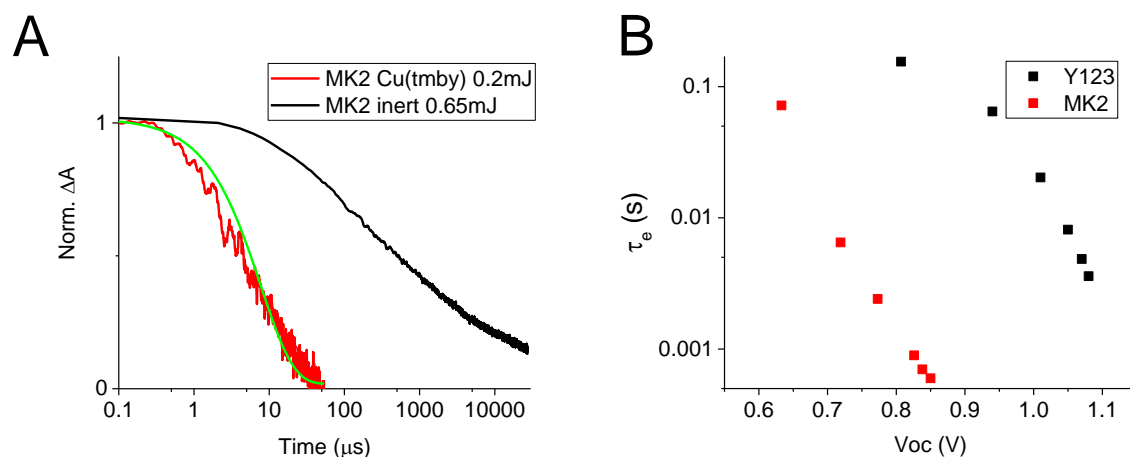 A
MK2 Cu(tmby) 0.2mJ
MK2 inert 0.65mJ
1
0
Norm. ΔA
0.1 1 10 100 1000 10000
Time (μs)
B
Y123
MK2
0.1
0.01
0.001
τe (s)
0.6 0.7 0.8 0.9 1.0 1.1
Voc (V)